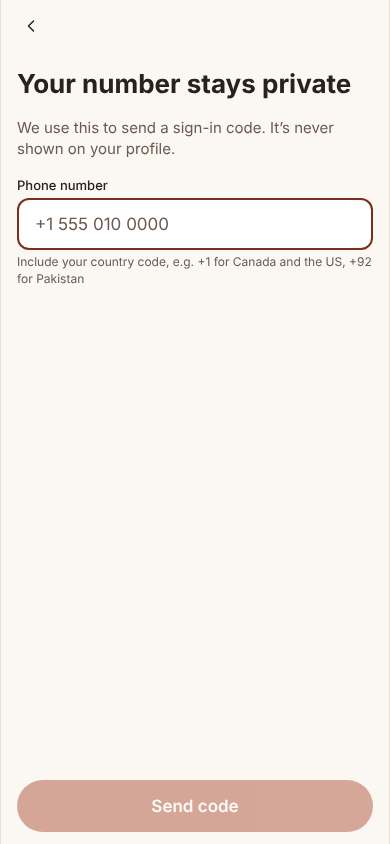 Your number stays private
We use this to send a sign-in code. It’s never
shown on your profile.
Phone number
+1 555 010 0000
Include your country code, e.g. +1 for Canada and the US, +92
for Pakistan
Send code